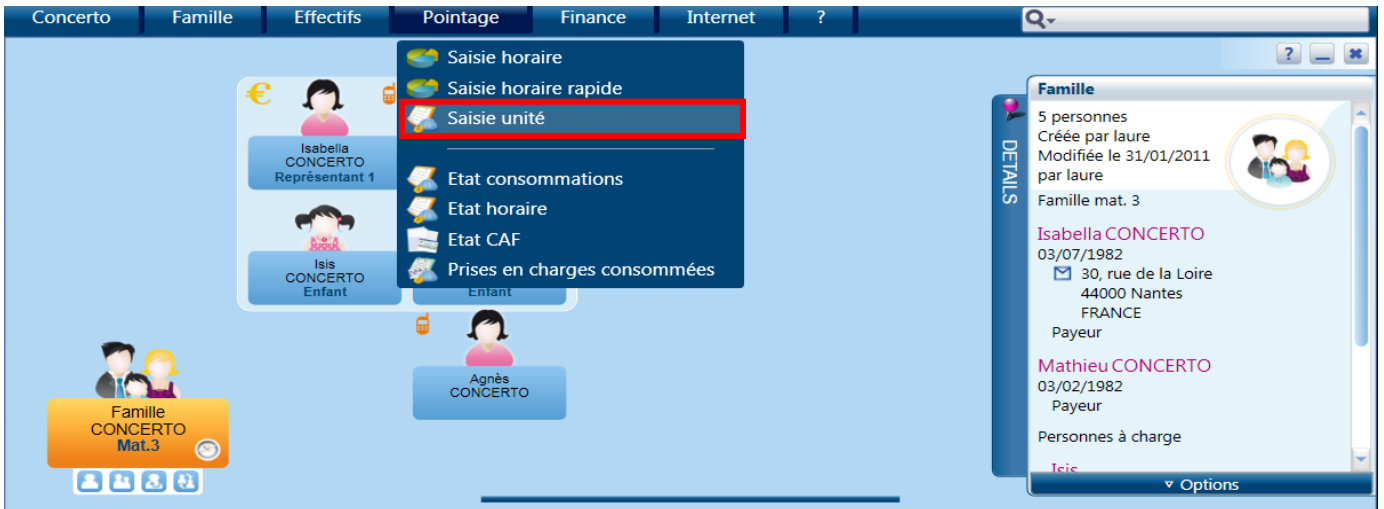 Concerto Famille Effectifs Pointage Finance Internet ?
Saisie horaire
Saisie horaire rapide
Saisie unité
Etat consommations
Etat horaire
Etat CAF
Prises en charges consommées
€
Isabella
CONCERTO
Représentant 1
Isis
CONCERTO
Enfant
Enfant
Agnès
CONCERTO
Famille
CONCERTO
Mat.3
?
DETAILS
Famille
5 personnes
Créée par laure
Modifiée le 31/01/2011
par laure
Famille mat. 3
Isabella CONCERTO
03/07/1982
30, rue de la Loire
44000 Nantes
FRANCE
Payeur
Mathieu CONCERTO
03/02/1982
Payeur
Personnes à charge
Isis
Options